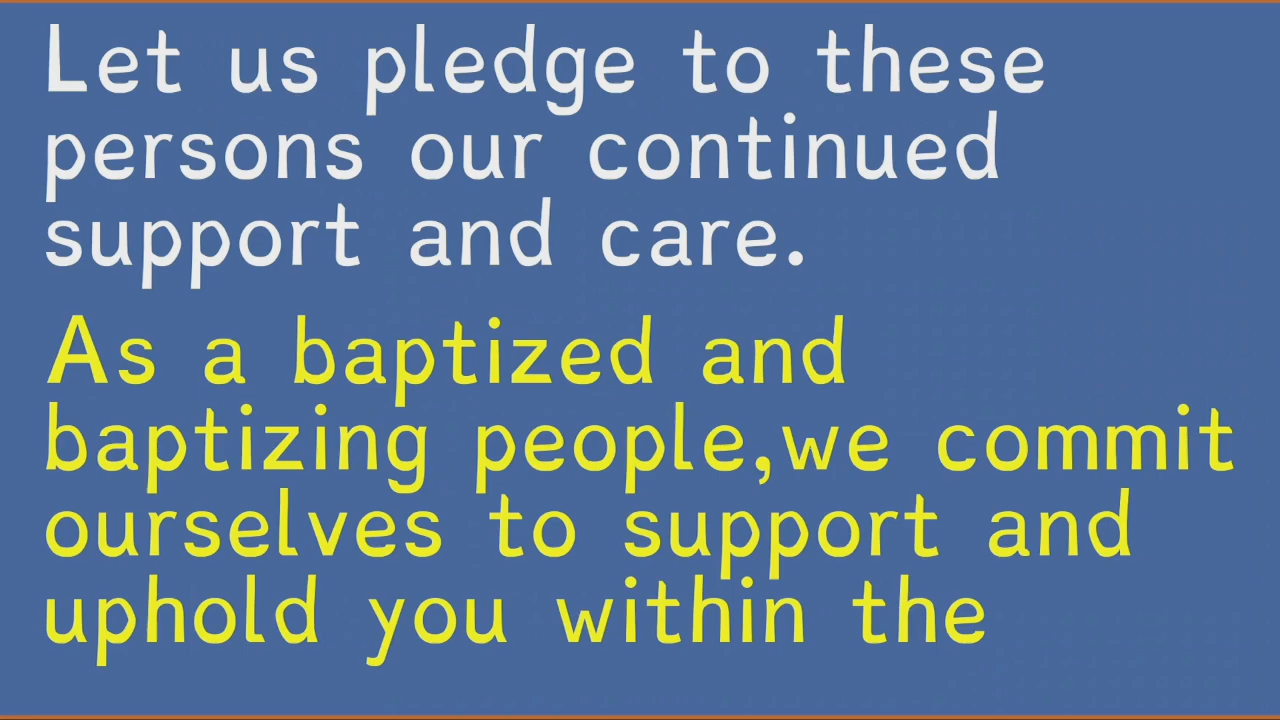 Let us pledge to these
persons our continued
support and care.
As a baptized and
baptizing people,we commit
ourselves to support and
uphold you within the